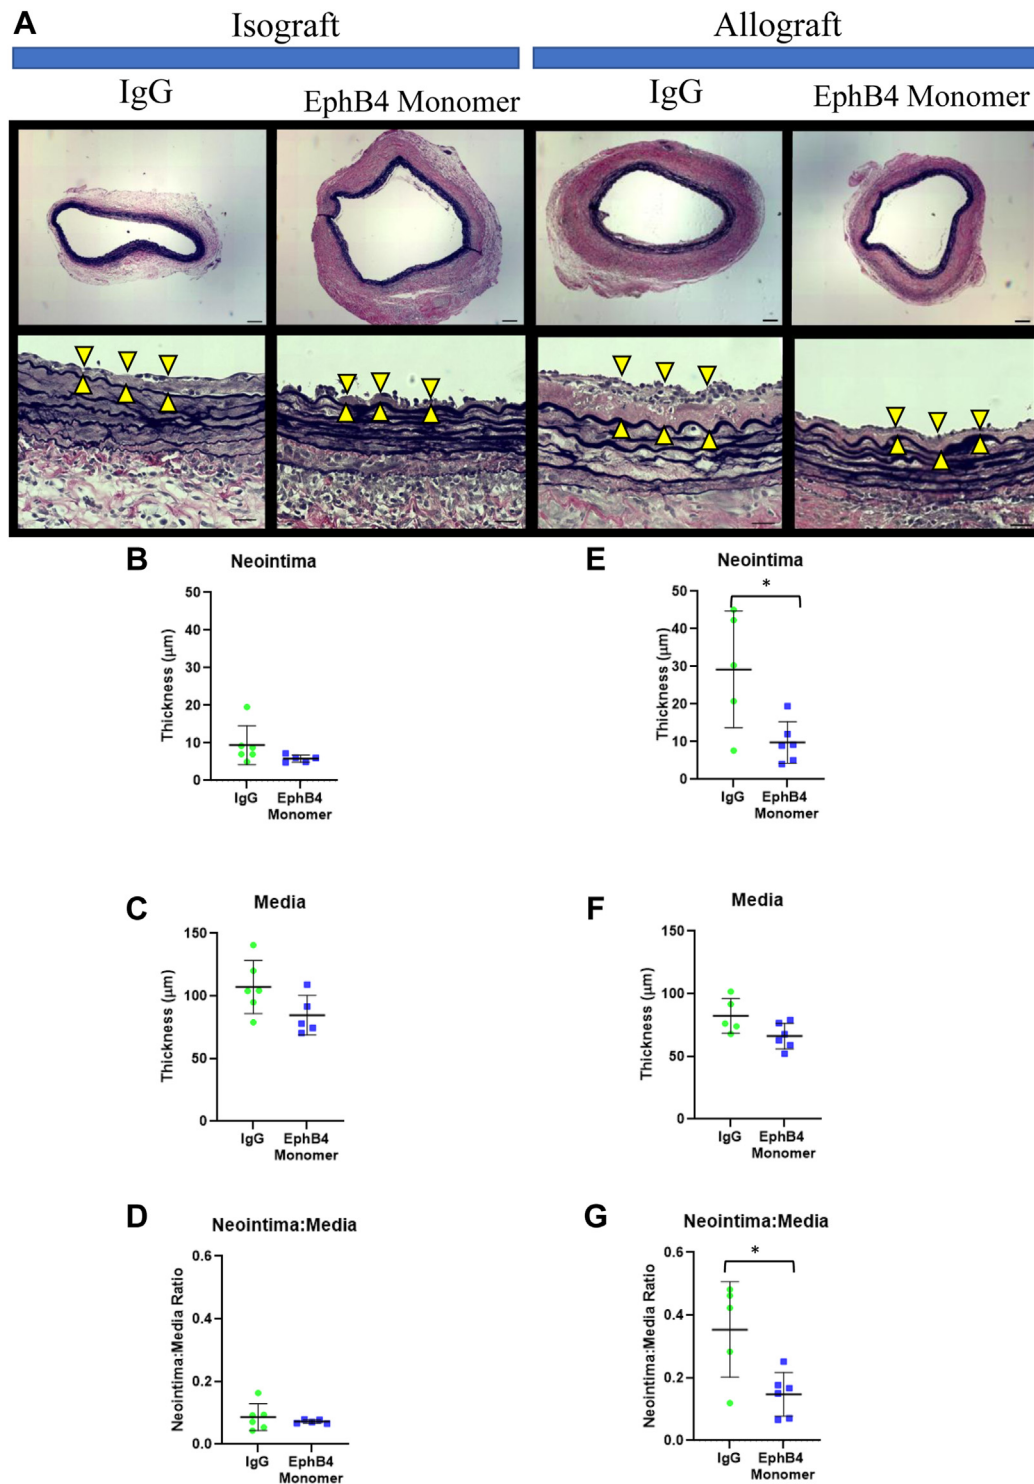 A
Isograft
Allograft
IgG
EphB4 Monomer
IgG
EphB4 Monomer
B
Neointima
Thickness (µm)
50
40
30
20
10
0
IgG
EphB4
Monomer
E
Neointima
*
Thickness (µm)
50
40
30
20
10
0
IgG
EphB4
Monomer
C
Media
Thickness (µm)
150
100
50
0
IgG
EphB4
Monomer
F
Media
Thickness (µm)
150
100
50
0
IgG
EphB4
Monomer
D
Neointima:Media
Neointima:Media Ratio
0.6
0.4
0.2
0.0
IgG
EphB4
Monomer
G
Neointima:Media
*
Neointima:Media Ratio
0.6
0.4
0.2
0.0
IgG
EphB4
Monomer